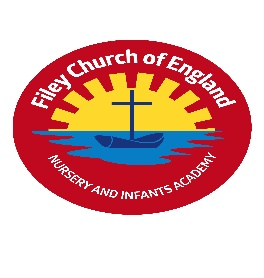 Filey Church of England
NURSERY AND INFANTS ACADEMY